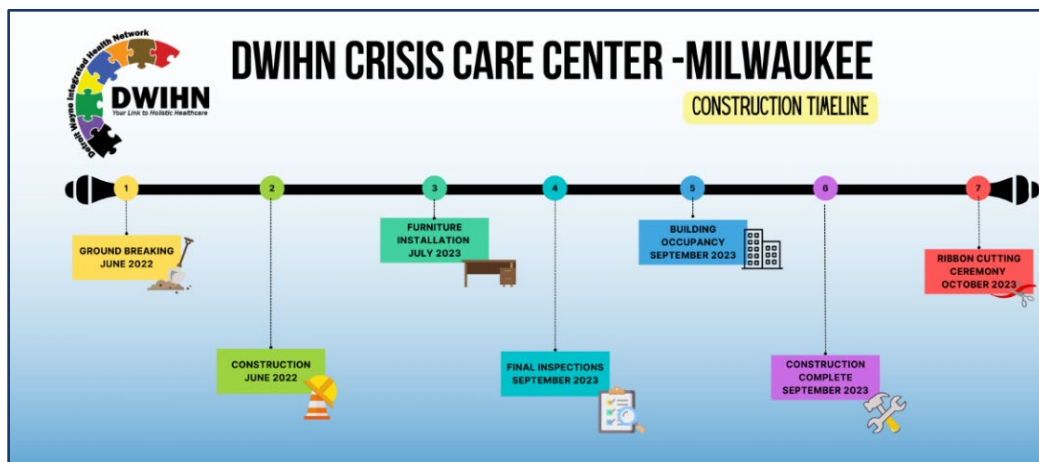 Detroit Wayne Integrated Health Network
DWIHN
Your Link to Holistic Healthcare
DWIHN CRISIS CARE CENTER -MILWAUKEE
CONSTRUCTION TIMELINE
1
2
3
4
5
6
7
GROUND BREAKING
JUNE 2022
CONSTRUCTION
JUNE 2022
FURNITURE
INSTALLATION
JULY 2023
FINAL INSPECTIONS
SEPTEMBER 2023
BUILDING
OCCUPANCY
SEPTEMBER 2023
CONSTRUCTION
COMPLETE
SEPTEMBER 2023
RIBBON CUTTING
CEREMONY
OCTOBER 2023